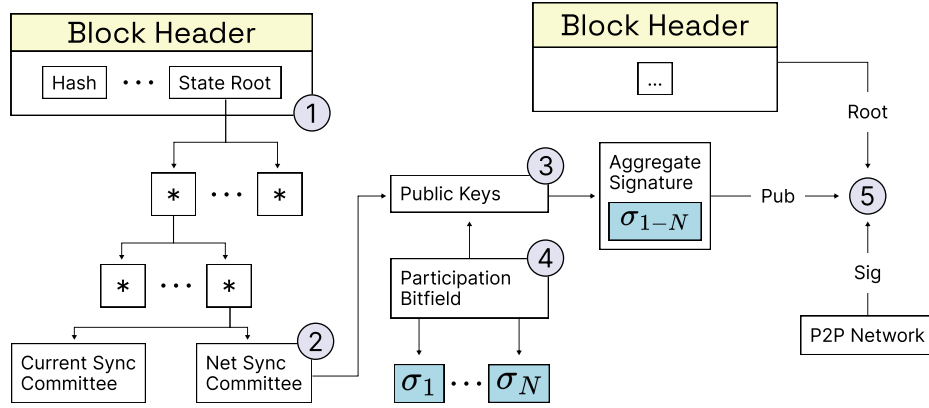 Block Header
Hash ... State Root
1
* ... *
* ... *
Current Sync
Committee
Net Sync
Committee
2
Public Keys
3
Participation
Bitfield
4
σ1 ... σN
Aggregate
Signature
σ1−N
Block Header
...
Root
Pub
5
Sig
P2P Network